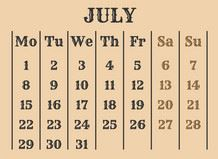 JULY
Mo Tu We Th Fr Sa Su
1 2 3 4 5 6 7
8 9 10 11 12 13 14
15 16 17 18 19 20 21
22 23 24 25 26 27 28
29 30 31